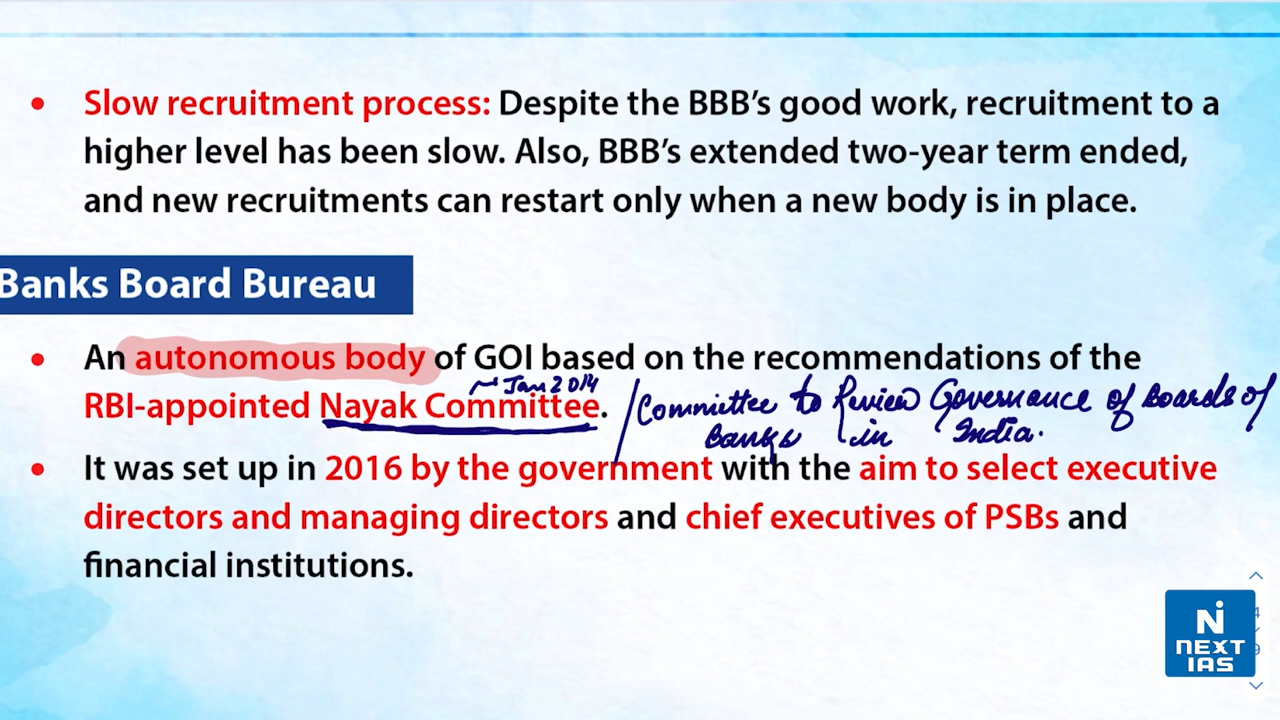 • Slow recruitment process: Despite the BBB’s good work, recruitment to a
higher level has been slow. Also, BBB’s extended two-year term ended,
and new recruitments can restart only when a new body is in place.
Banks Board Bureau
• An autonomous body of GOI based on the recommendations of the
~ Jan 2014
RBI-appointed Nayak Committee. / Committee to Review Governance of Boards of
Banks in India.
• It was set up in 2016 by the government with the aim to select executive
directors and managing directors and chief executives of PSBs and
financial institutions.
NEXT
IAS